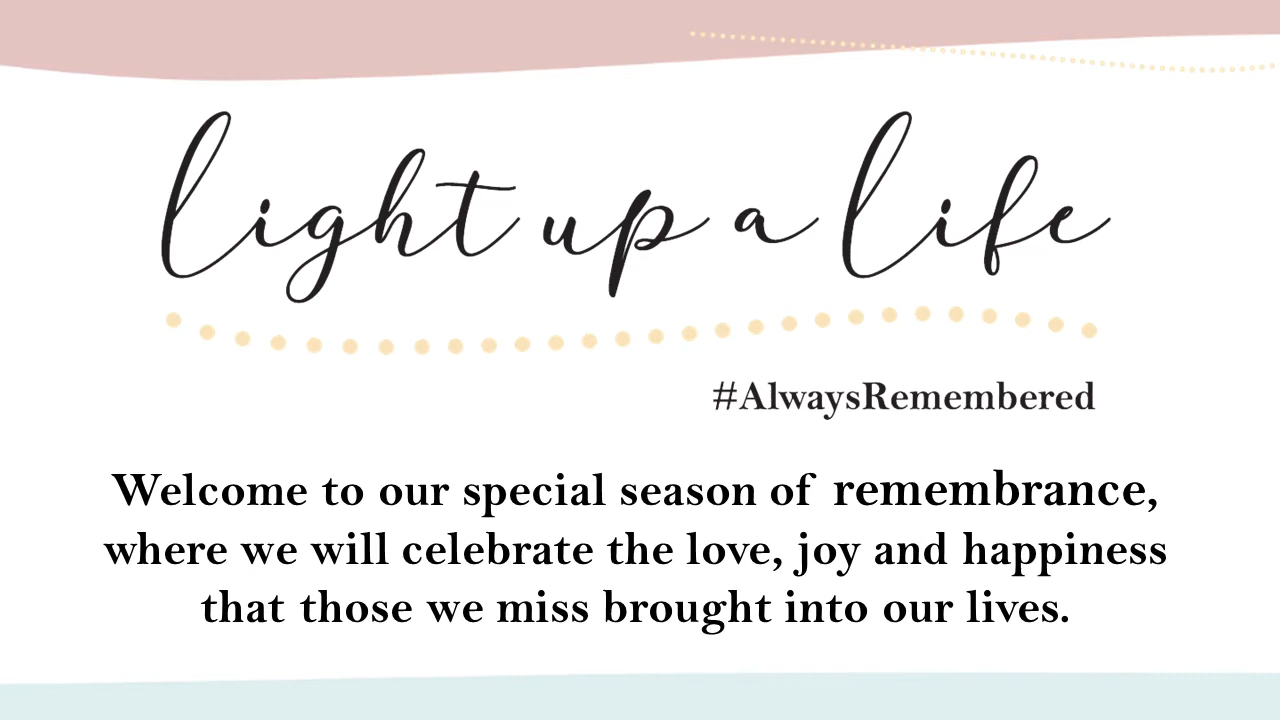 light up a life
#AlwaysRemembered
Welcome to our special season of remembrance,
where we will celebrate the love, joy and happiness
that those we miss brought into our lives.